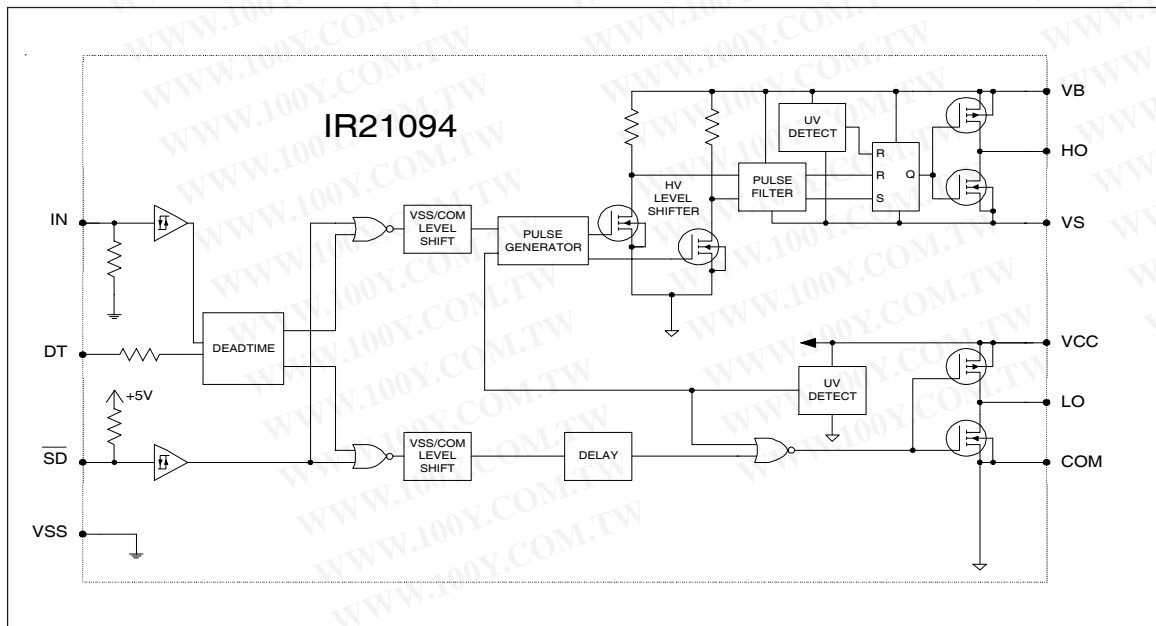 IR21094
VB
UV
DETECT
HO
R
PULSE
FILTER
R
Q
S
HV
LEVEL
SHIFTER
VS
IN
VSS/COM
LEVEL
SHIFT
PULSE
GENERATOR
DEADTIME
DT
VCC
UV
DETECT
LO
+5V
SD
VSS/COM
LEVEL
SHIFT
DELAY
COM
VSS
WWW.100Y.COM.TW